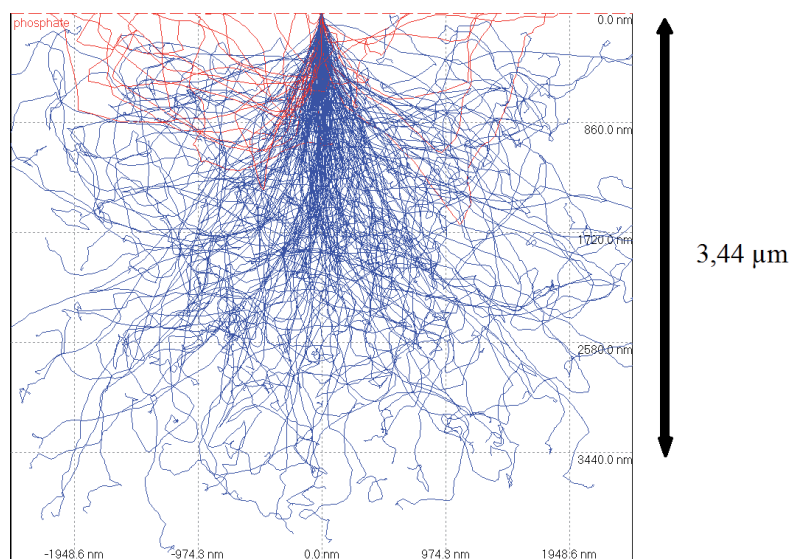 phosphate
0.0 nm
860.0 nm
1720.0 nm
3,44 µm
2580.0 nm
3440.0 nm
-1948.6 nm -974.3 nm 0.0 nm 974.3 nm 1948.6 nm